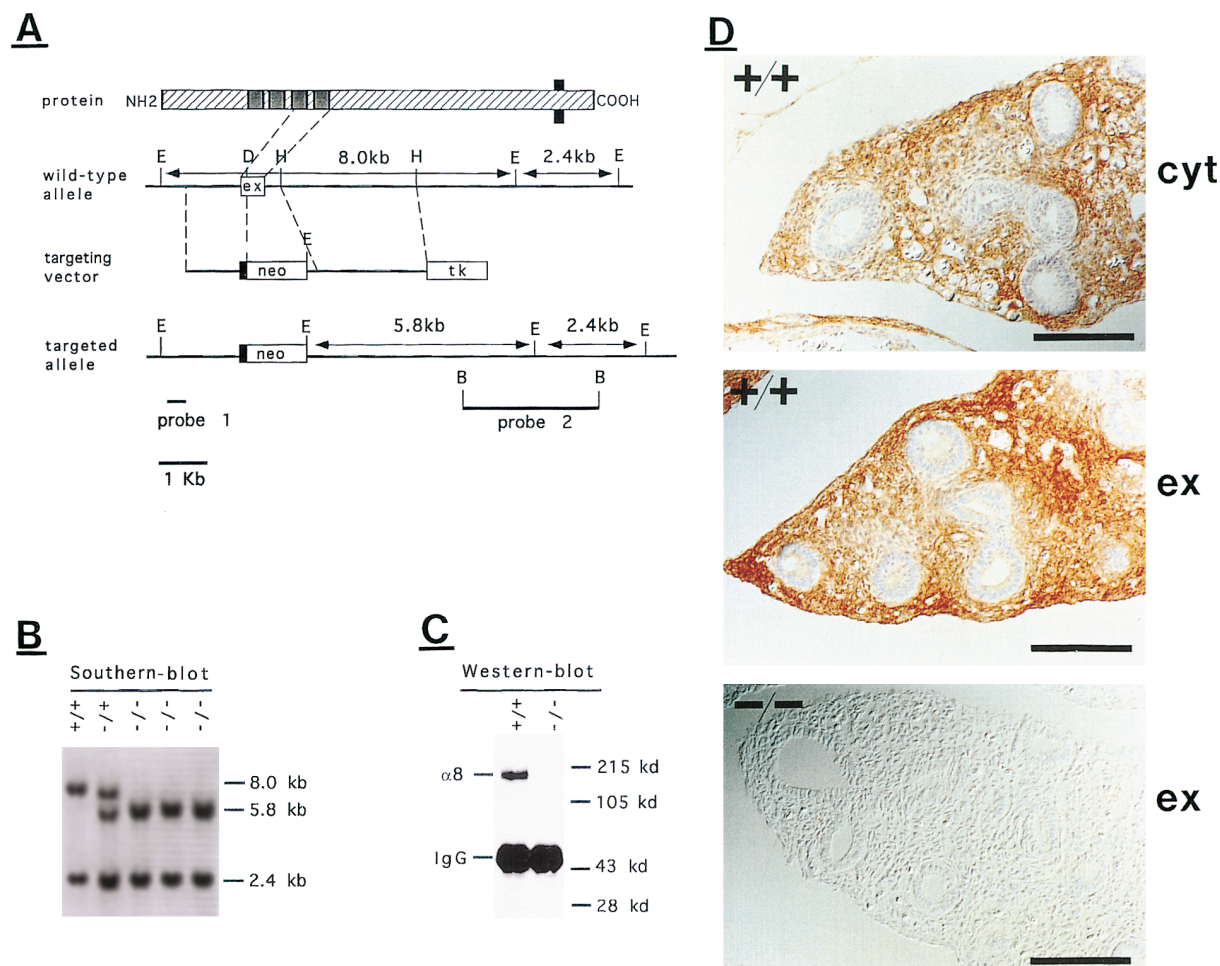 A
protein NH2 COOH
E D H 8.0kb H E 2.4kb E
wild-type
allele
ex
E
targeting
vector
neo tk
E E 5.8kb E 2.4kb E
targeted
allele
neo
B B
probe 1
probe 2
1 Kb
B
Southern-blot
+/+ -/+ -/- -/- -/-
8.0 kb
5.8 kb
2.4 kb
C
Western-blot
+/+ -/-
α8
215 kd
105 kd
IgG
43 kd
28 kd
D
+/+
cyt
+/+
ex
-/-
ex